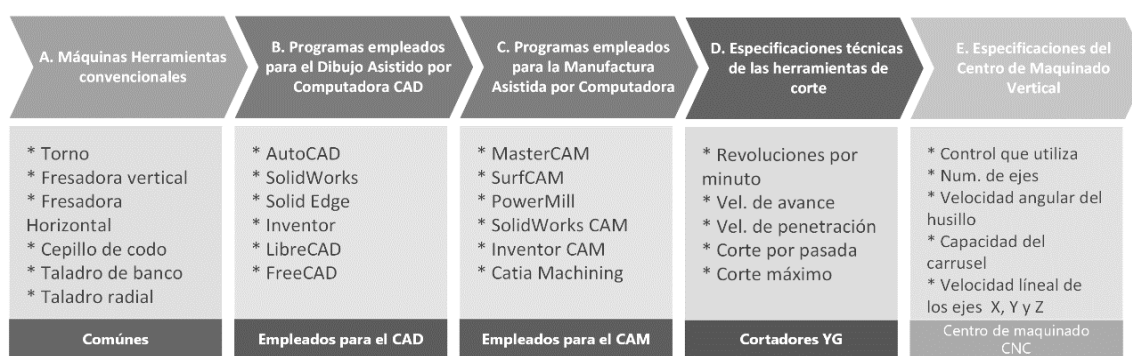 A. Máquinas Herramientas
convencionales
B. Programas empleados
para el Dibujo Asistido por
Computadora CAD
C. Programas empleados
para la Manufactura
Asistida por Computadora
D. Especificaciones técnicas
de las herramientas de
corte
E. Especificaciones del
Centro de Maquinado
Vertical
* Torno
* Fresadora vertical
* Fresadora
Horizontal
* Cepillo de codo
* Taladro de banco
* Taladro radial
* AutoCAD
* SolidWorks
* Solid Edge
* Inventor
* LibreCAD
* FreeCAD
* MasterCAM
* SurfCAM
* PowerMill
* SolidWorks CAM
* Inventor CAM
* Catia Machining
* Revoluciones por
minuto
* Vel. de avance
* Vel. de penetración
* Corte por pasada
* Corte máximo
* Control que utiliza
* Num. de ejes
* Velocidad angular del
husillo
* Capacidad del
carrusel
* Velocidad líneal de
los ejes X, Y y Z
Comúnes
Empleados para el CAD
Empleados para el CAM
Cortadores YG
Centro de maquinado
CNC